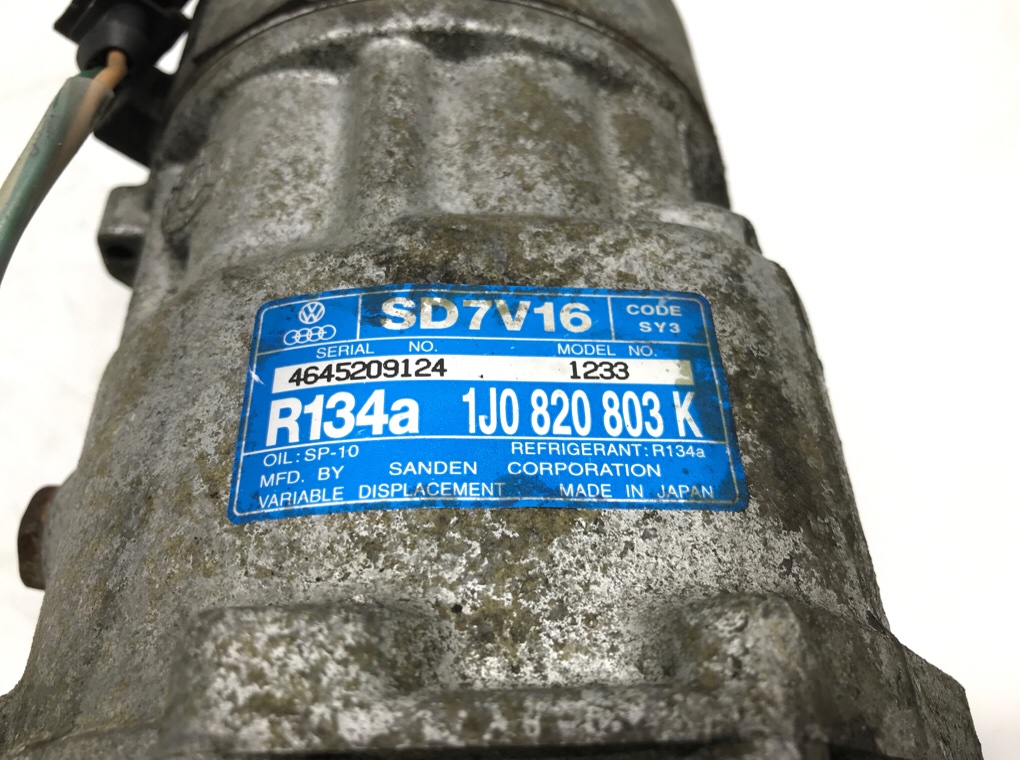 SD7V16
CODE
SY3
SERIAL NO. MODEL NO.
4645209124 1233
R134a 1J0 820 803 K
OIL: SP-10 REFRIGERANT: R134a
MFD. BY SANDEN CORPORATION
VARIABLE DISPLACEMENT MADE IN JAPAN